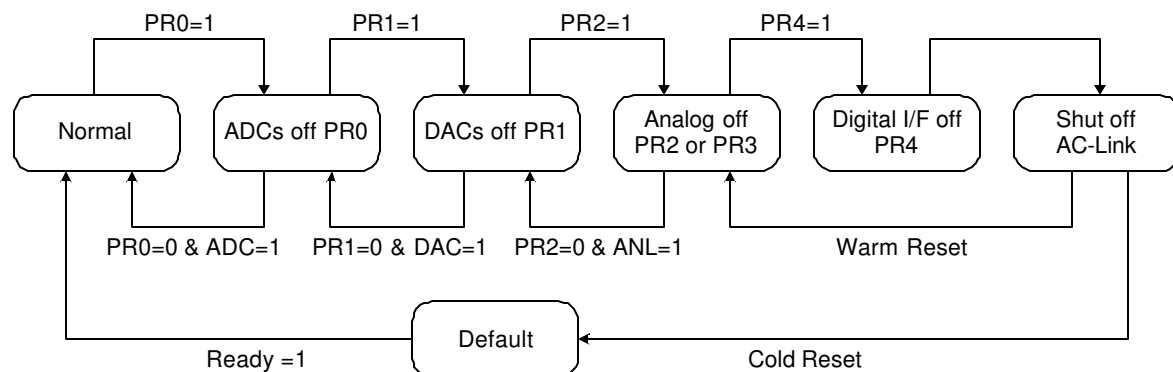 PR0=1
PR1=1
PR2=1
PR4=1
Normal
ADCs off PR0
DACs off PR1
Analog off
PR2 or PR3
Digital I/F off
PR4
Shut off
AC-Link
PR0=0 & ADC=1
PR1=0 & DAC=1
PR2=0 & ANL=1
Warm Reset
Default
Ready =1
Cold Reset